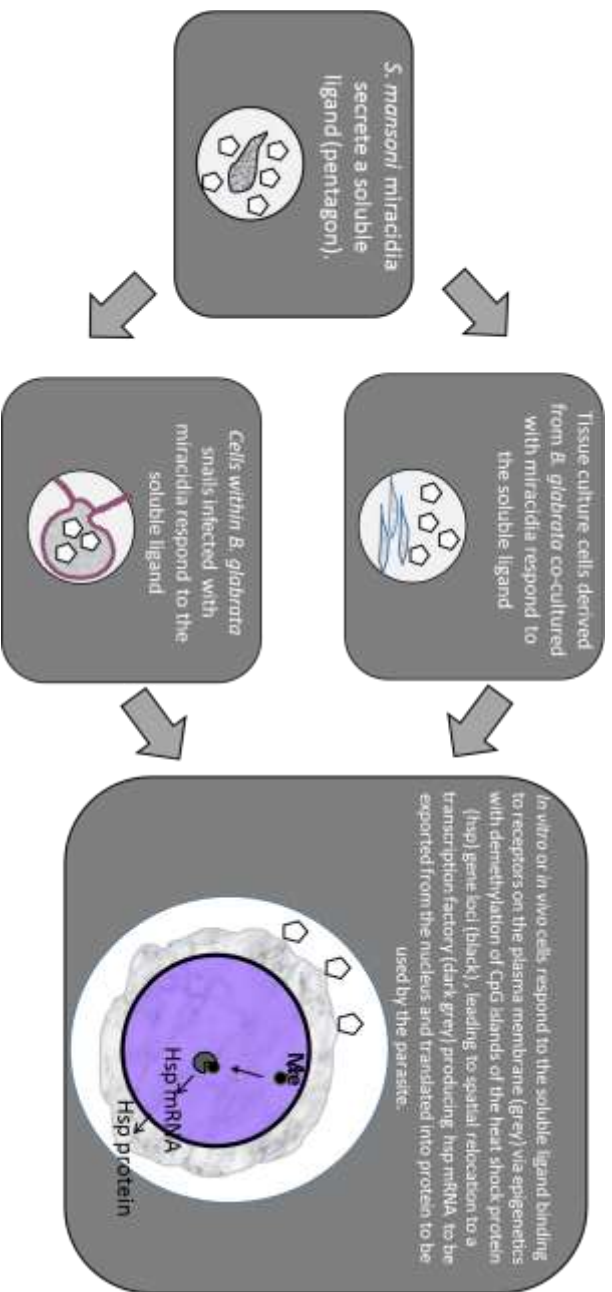 S. mansoni miracidia
secrete a soluble
ligand (pentagon).
Tissue culture cells derived
from B. glabrata co-cultured
with miracidia respond to
the soluble ligand
Cells within B. glabrata
snails infected with
miracidia respond to the
soluble ligand
In vitro or in vivo cells respond to the soluble ligand binding
to receptors on the plasma membrane (grey) via epigenetics
with demethylation of CpG islands of the heat shock protein
(hsp) gene loci (black), leading to spatial relocation to a
transcription factory (dark grey) producing hsp mRNA to be
exported from the nucleus and translated into protein to be
used by the parasite.
Hsp mRNA
Hsp protein